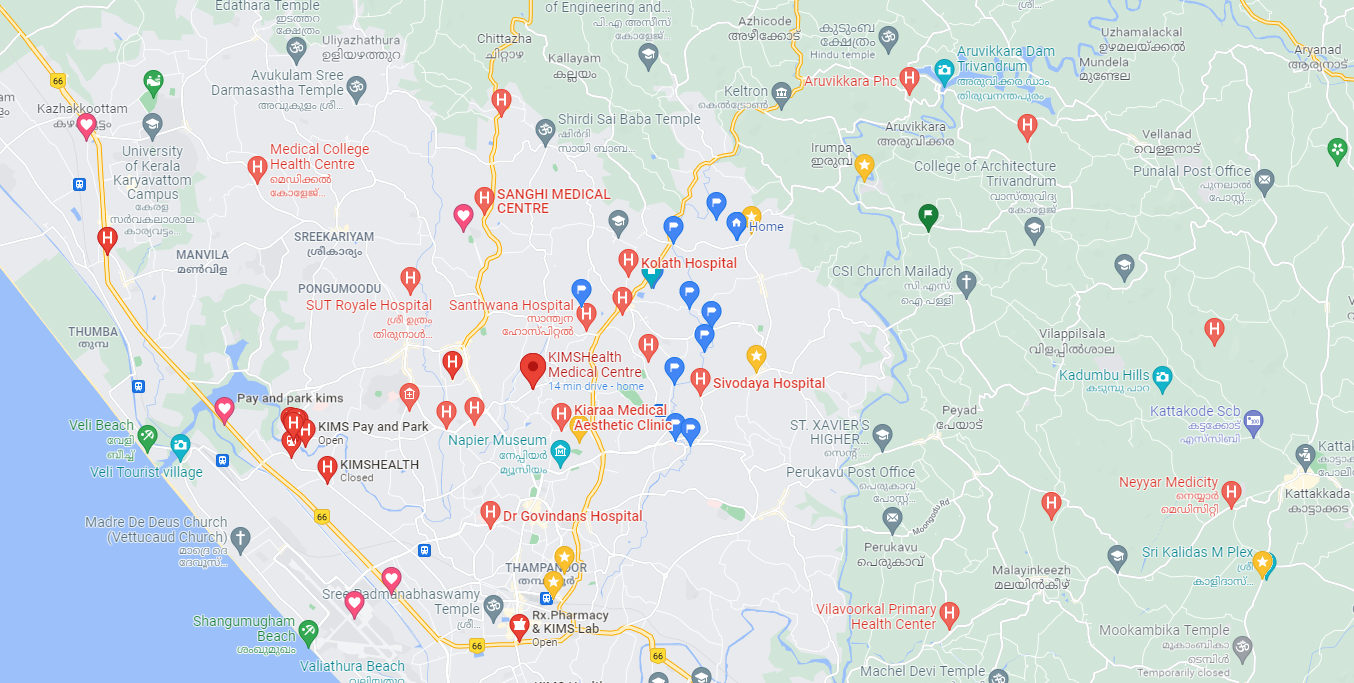 Edathara Temple
ഇടത്തറ
ക്ഷേത്രം
of Engineering and...
പി.എ അസീസ്
കോളേജ്...
Azhicode
അഴീക്കോട്
കുടുംബ
ക്ഷേത്രം
Hindu temple
ശ്രീ...
Uzhamalackal
ഉഴമലയ്ക്കൽ
Uliyazhathura
ഉളിയഴത്തുറ
Chittazha
ചിറ്റാഴ
Kallayam
കല്ലയം
Aruvikkara Dam
Trivandrum
അരുവിക്കര ഡാം
തിരുവനന്തപുരം
Mundela
മുണ്ടേല
Aryanad
ആര്യനാട്
66
Avukulam Sree
Darmasastha Temple
അവുകുളം ശ്രീ...
Aruvikkara Phc
Keltron
കെൽട്രോൺ
Kazhakkoottam
Shirdi Sai Baba Temple
ഷിർദി
സായി ബാബ...
Aruvikkara
അരുവിക്കര
Vellanad
വെള്ളനാട്
University
of Kerala
Karyavattom
Campus
കേരള
സർവകലാശാല
കാര്യവട്ടം...
Medical College
Health Centre
മെഡിക്കൽ
കോളേജ്...
Irumpa
ഇരുമ്പ
College of Architecture
Trivandrum
വാസ്തുവിദ്യ
കോളേജ്
Punalal Post Office
പുനലാൽ
പോസ്റ്റ്...
SANGHI MEDICAL
CENTRE
Home
SREEKARIYAM
ശ്രീകാര്യം
MANVILA
മൺവിള
Kolath Hospital
CSI Church Mailady
സി.എസ്.
ഐ പള്ളി
PONGUMOODU
SUT Royale Hospital
ശ്രീ ഉത്രം
തിരുനാൾ...
Santhwana Hospital
സാന്ത്വന
ഹോസ്പിറ്റൽ
THUMBA
തുമ്പ
Vilappilsala
വിളപ്പിൽശാല
KIMSHealth
Medical Centre
14 min drive - home
Sivodaya Hospital
Kadumbu Hills
കടുമ്പു പാറ
Pay and park kims
KIMS Pay and Park
Open
Kiaraa Medical
Aesthetic Clinic
Peyad
പേയാട്
Kattakode Scb
കട്ടക്കോട്
എസ്‌സിബി
Veli Beach
വേളി
ബീച്ച്
Napier Museum
നേപ്പിയർ
മ്യൂസിയം
ST. XAVIER'S
HIGHER...
സെന്റ്
Veli Tourist village
KIMSHEALTH
Closed
Perukavu Post Office
പെരുകാവ്
പോസ്റ്റ്...
Neyyar Medicity
നെയ്യാർ
മെഡിസിറ്റി
Kattakkada
കാട്ടാക്കട
66
Dr Govindans Hospital
Moongodu Rd
Madre De Deus Church
(Vettucaud Church)
മാദ്രെ ദെ
ദേവൂസ്...
Perukavu
പെരുകാവ്
Sri Kalidas M Plex
ശ്രീ
കാളിദാസ്...
THAMPANOOR
Malayinkeezh
മലയിൻകീഴ്
Sree Padmanabhaswamy
Temple
ശ്രീ...
Rx.Pharmacy
& KIMS Lab
Open
Vilavoorkal Primary
Health Center
Shangumugham
Beach
ശംഖുമുഖം
66
66
Mookambika Temple
മൂകാംബികാ
ടെമ്പിൾ
Temporarily closed
Valiathura Beach
Machel Devi Temple